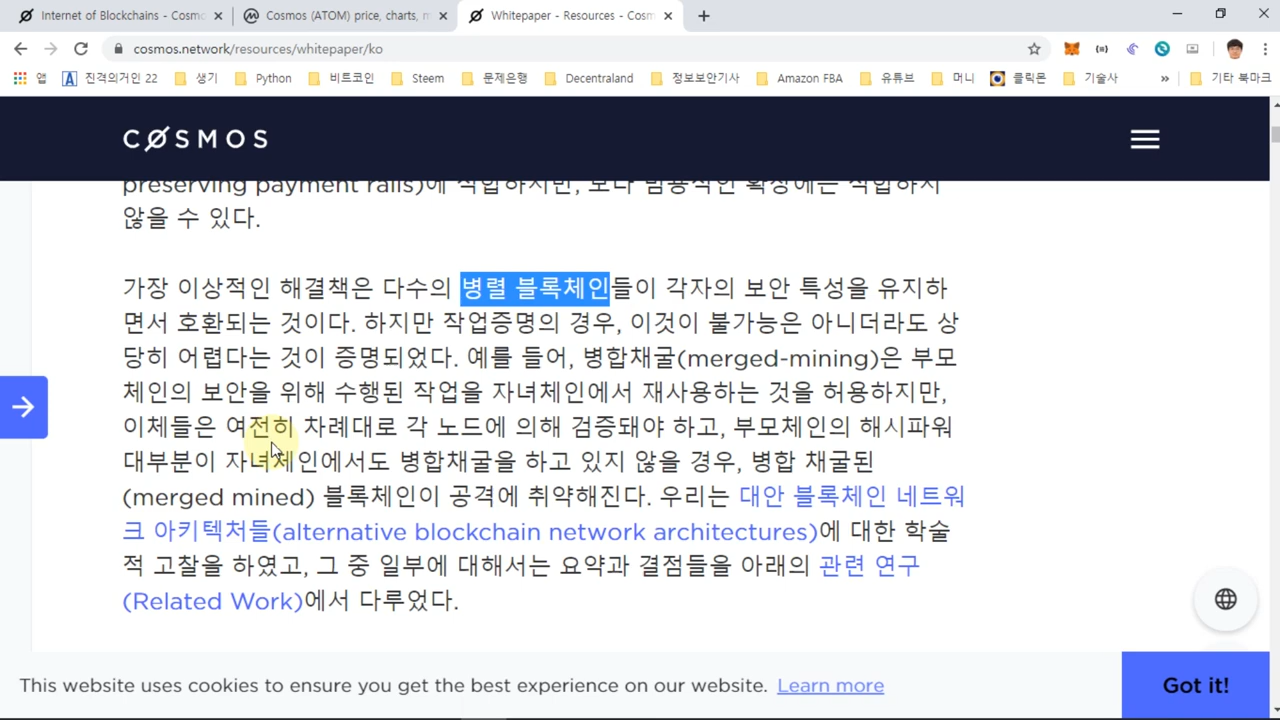 Internet of Blockchains - Cosmo
Cosmos (ATOM) price, charts, m
Whitepaper - Resources - Cosm
cosmos.network/resources/whitepaper/ko
앱 진격의거인 22 생기 Python 비트코인 Steem 문제은행 Decentraland 정보보안기사 Amazon FBA 유튜브 머니 클릭몬 기술사 » 기타 북마크
COSMOS
preserving payment rails)에 적합하지만, 보다 범용적인 확장에는 적합하지
않을 수 있다.
가장 이상적인 해결책은 다수의 병렬 블록체인들이 각자의 보안 특성을 유지하
면서 호환되는 것이다. 하지만 작업증명의 경우, 이것이 불가능은 아니더라도 상
당히 어렵다는 것이 증명되었다. 예를 들어, 병합채굴(merged-mining)은 부모
체인의 보안을 위해 수행된 작업을 자녀체인에서 재사용하는 것을 허용하지만,
이체들은 여전히 차례대로 각 노드에 의해 검증돼야 하고, 부모체인의 해시파워
대부분이 자녀체인에서도 병합채굴을 하고 있지 않을 경우, 병합 채굴된
(merged mined) 블록체인이 공격에 취약해진다. 우리는 대안 블록체인 네트워
크 아키텍처들(alternative blockchain network architectures)에 대한 학술
적 고찰을 하였고, 그 중 일부에 대해서는 요약과 결점들을 아래의 관련 연구
(Related Work)에서 다루었다.
This website uses cookies to ensure you get the best experience on our website. Learn more
Got it!